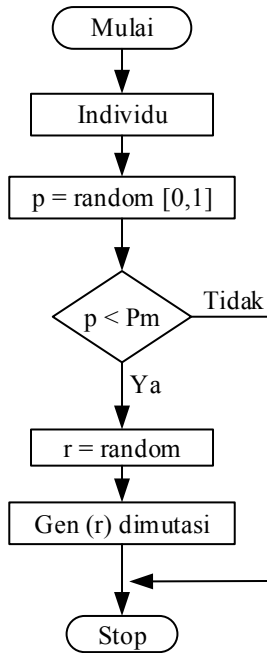 Mulai
Individu
p = random [0,1]
p < Pm
Tidak
Ya
r = random
Gen (r) dimutasi
Stop